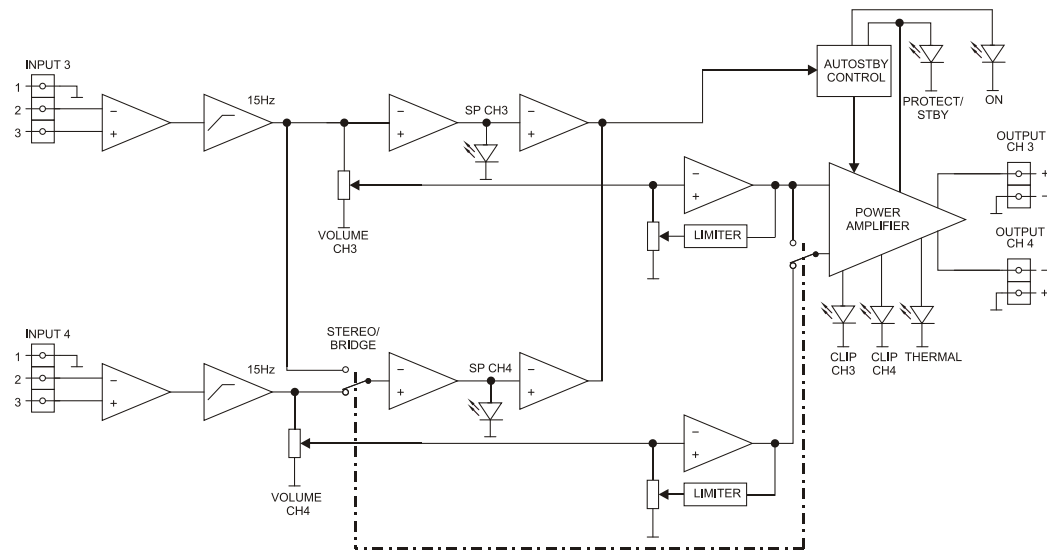 INPUT 3
1
2
3
−
+
15Hz
−
+
SP CH3
−
+
AUTOSTBY
CONTROL
PROTECT/
STBY
ON
VOLUME
CH3
−
+
LIMITER
POWER
AMPLIFIER
OUTPUT
CH 3
+
−
OUTPUT
CH 4
−
+
CLIP
CH3
CLIP
CH4
THERMAL
INPUT 4
1
2
3
−
+
15Hz
STEREO/
BRIDGE
−
+
SP CH4
−
+
VOLUME
CH4
−
+
LIMITER